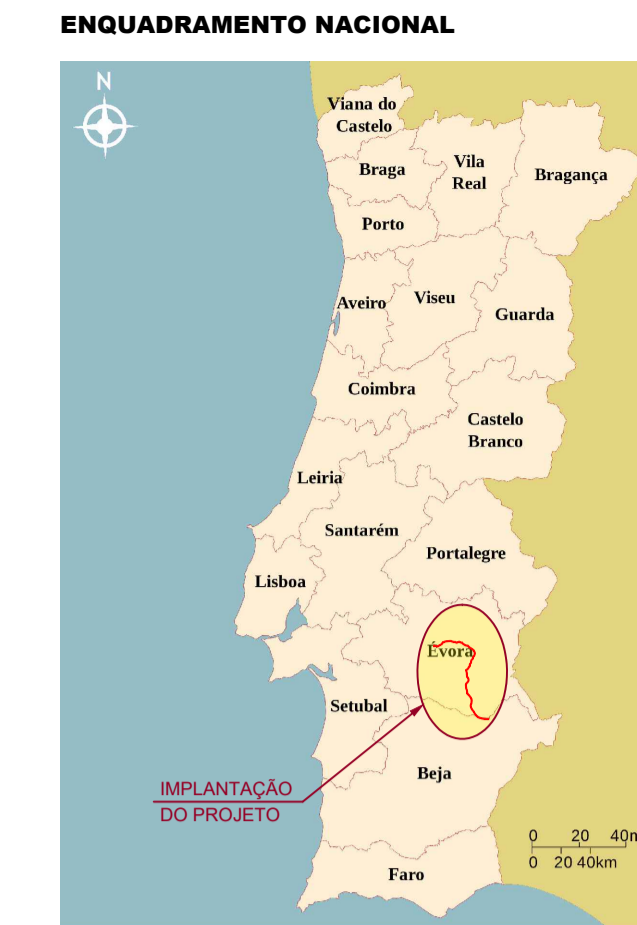 ENQUADRAMENTO NACIONAL
N
Viana do
Castelo
Braga
Vila
Real
Bragança
Porto
Aveiro
Viseu
Guarda
Coimbra
Castelo
Branco
Leiria
Santarém
Portalegre
Lisboa
Évora
Setubal
Beja
IMPLANTAÇÃO
DO PROJETO
0 20 40m
0 20 40km
Faro